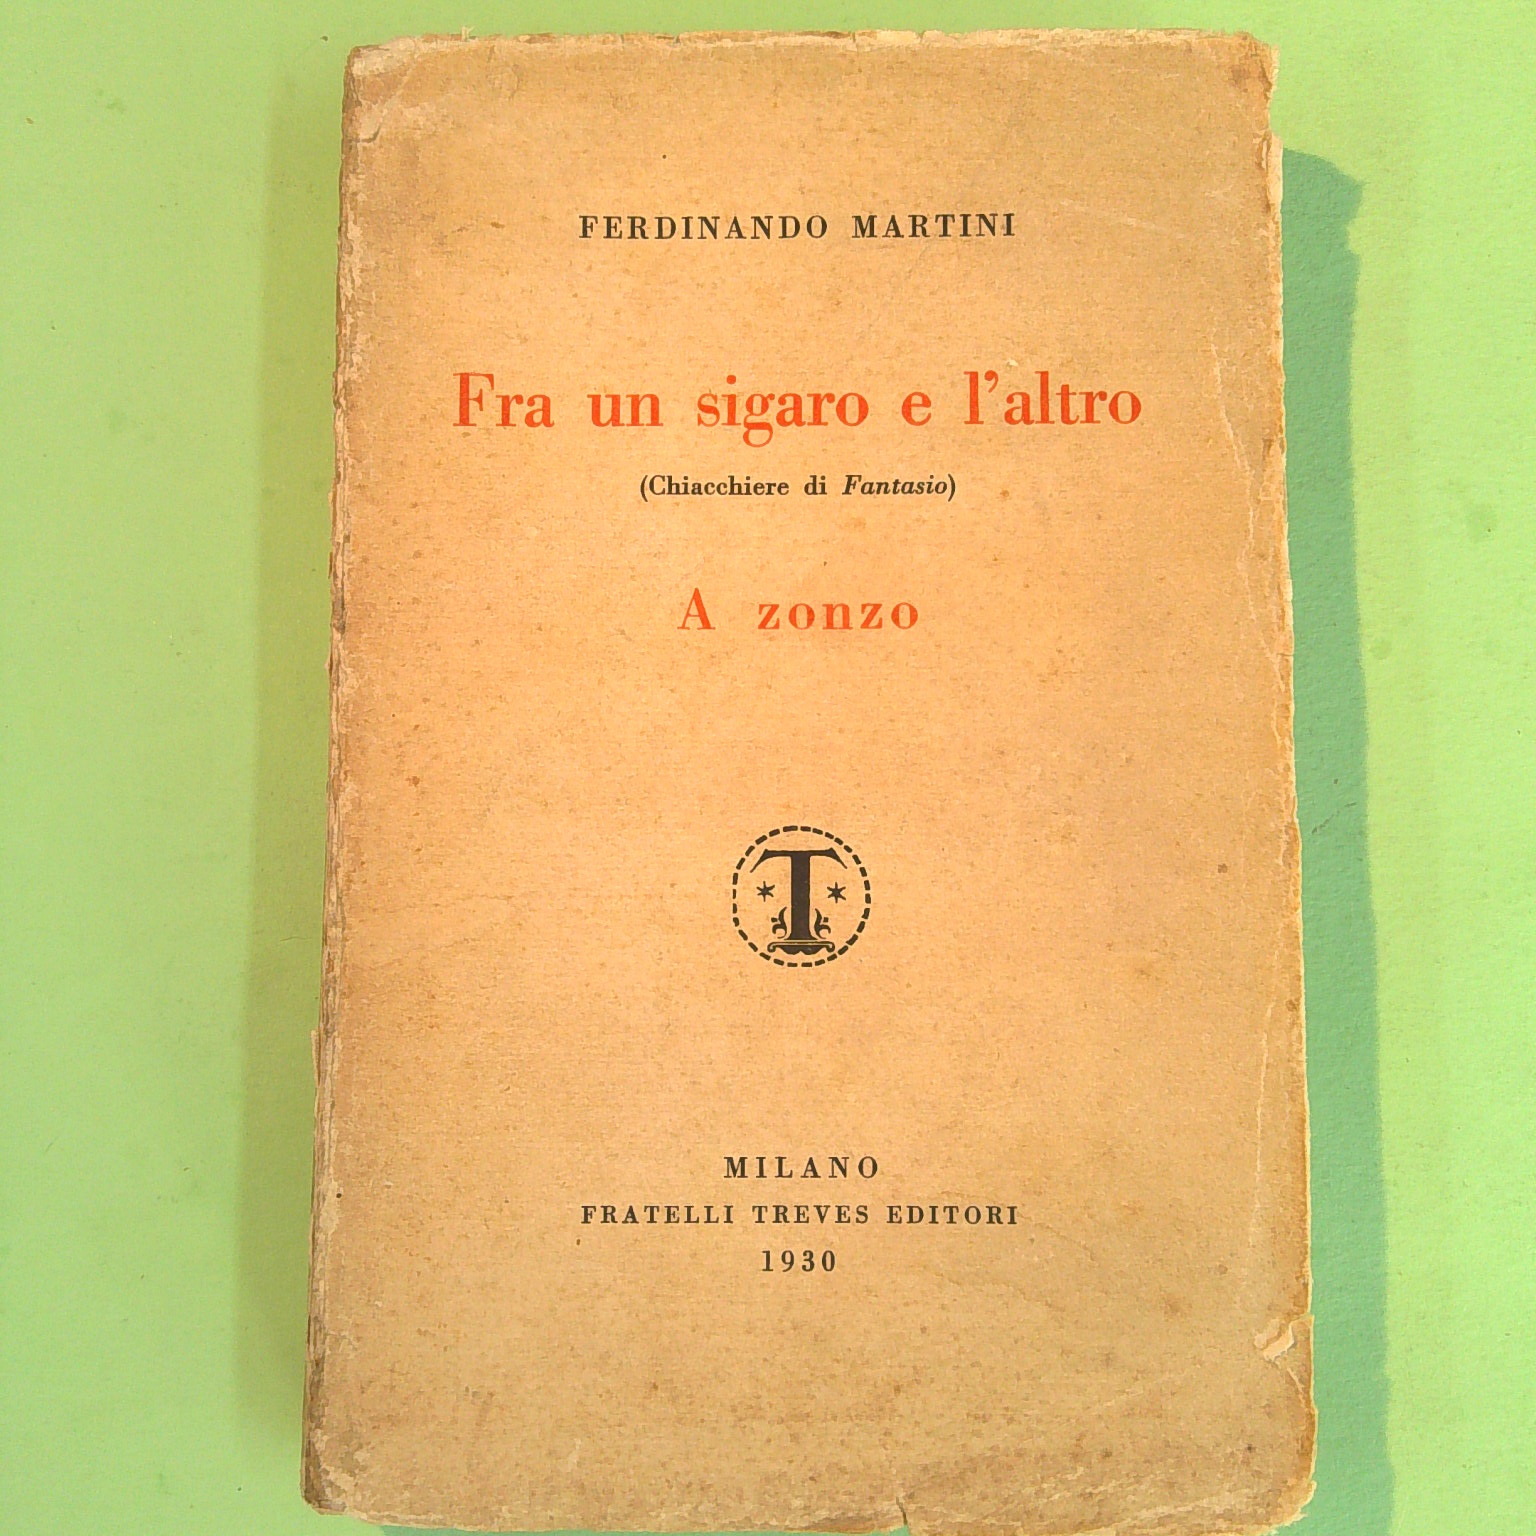 FERDINANDO MARTINI
Fra un sigaro e l'altro
(Chiacchiere di Fantasio)
A zonzo
T
MILANO
FRATELLI TREVES EDITORI
1930